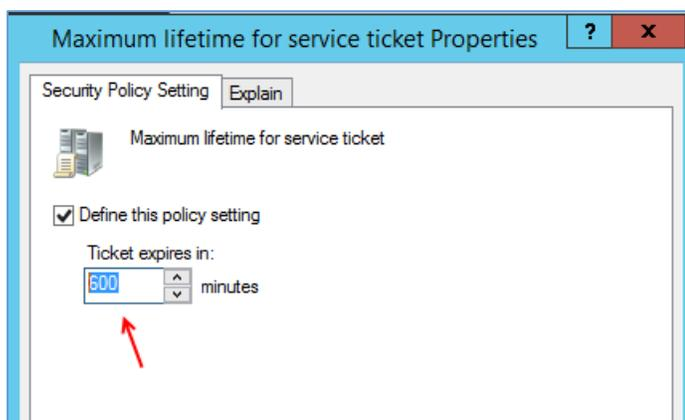 Maximum lifetime for service ticket Properties
? x
Security Policy Setting Explain
Maximum lifetime for service ticket
Define this policy setting
Ticket expires in:
600 minutes